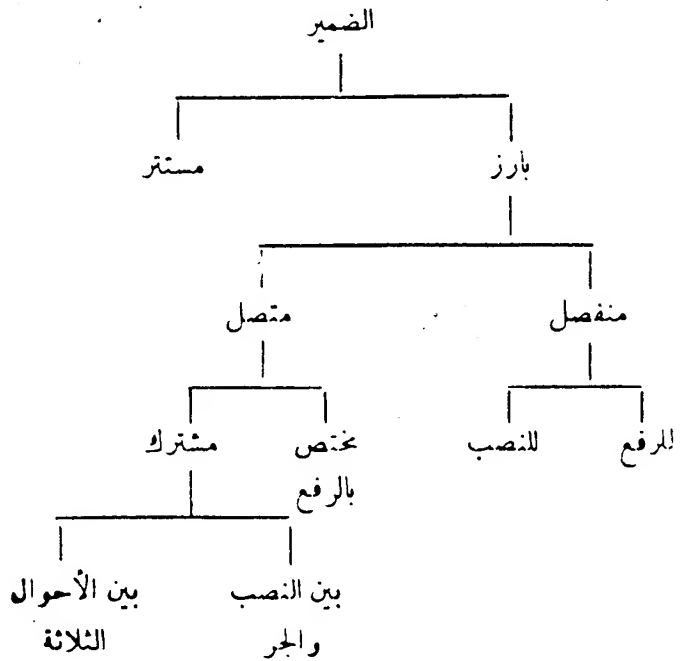 الضمير
بارز
مستتر
منفصل
متصل
للرفع
للنصب
مختص
بالرفع
مشترك
بين النصب
والجر
بين الأحوال
الثلاثة